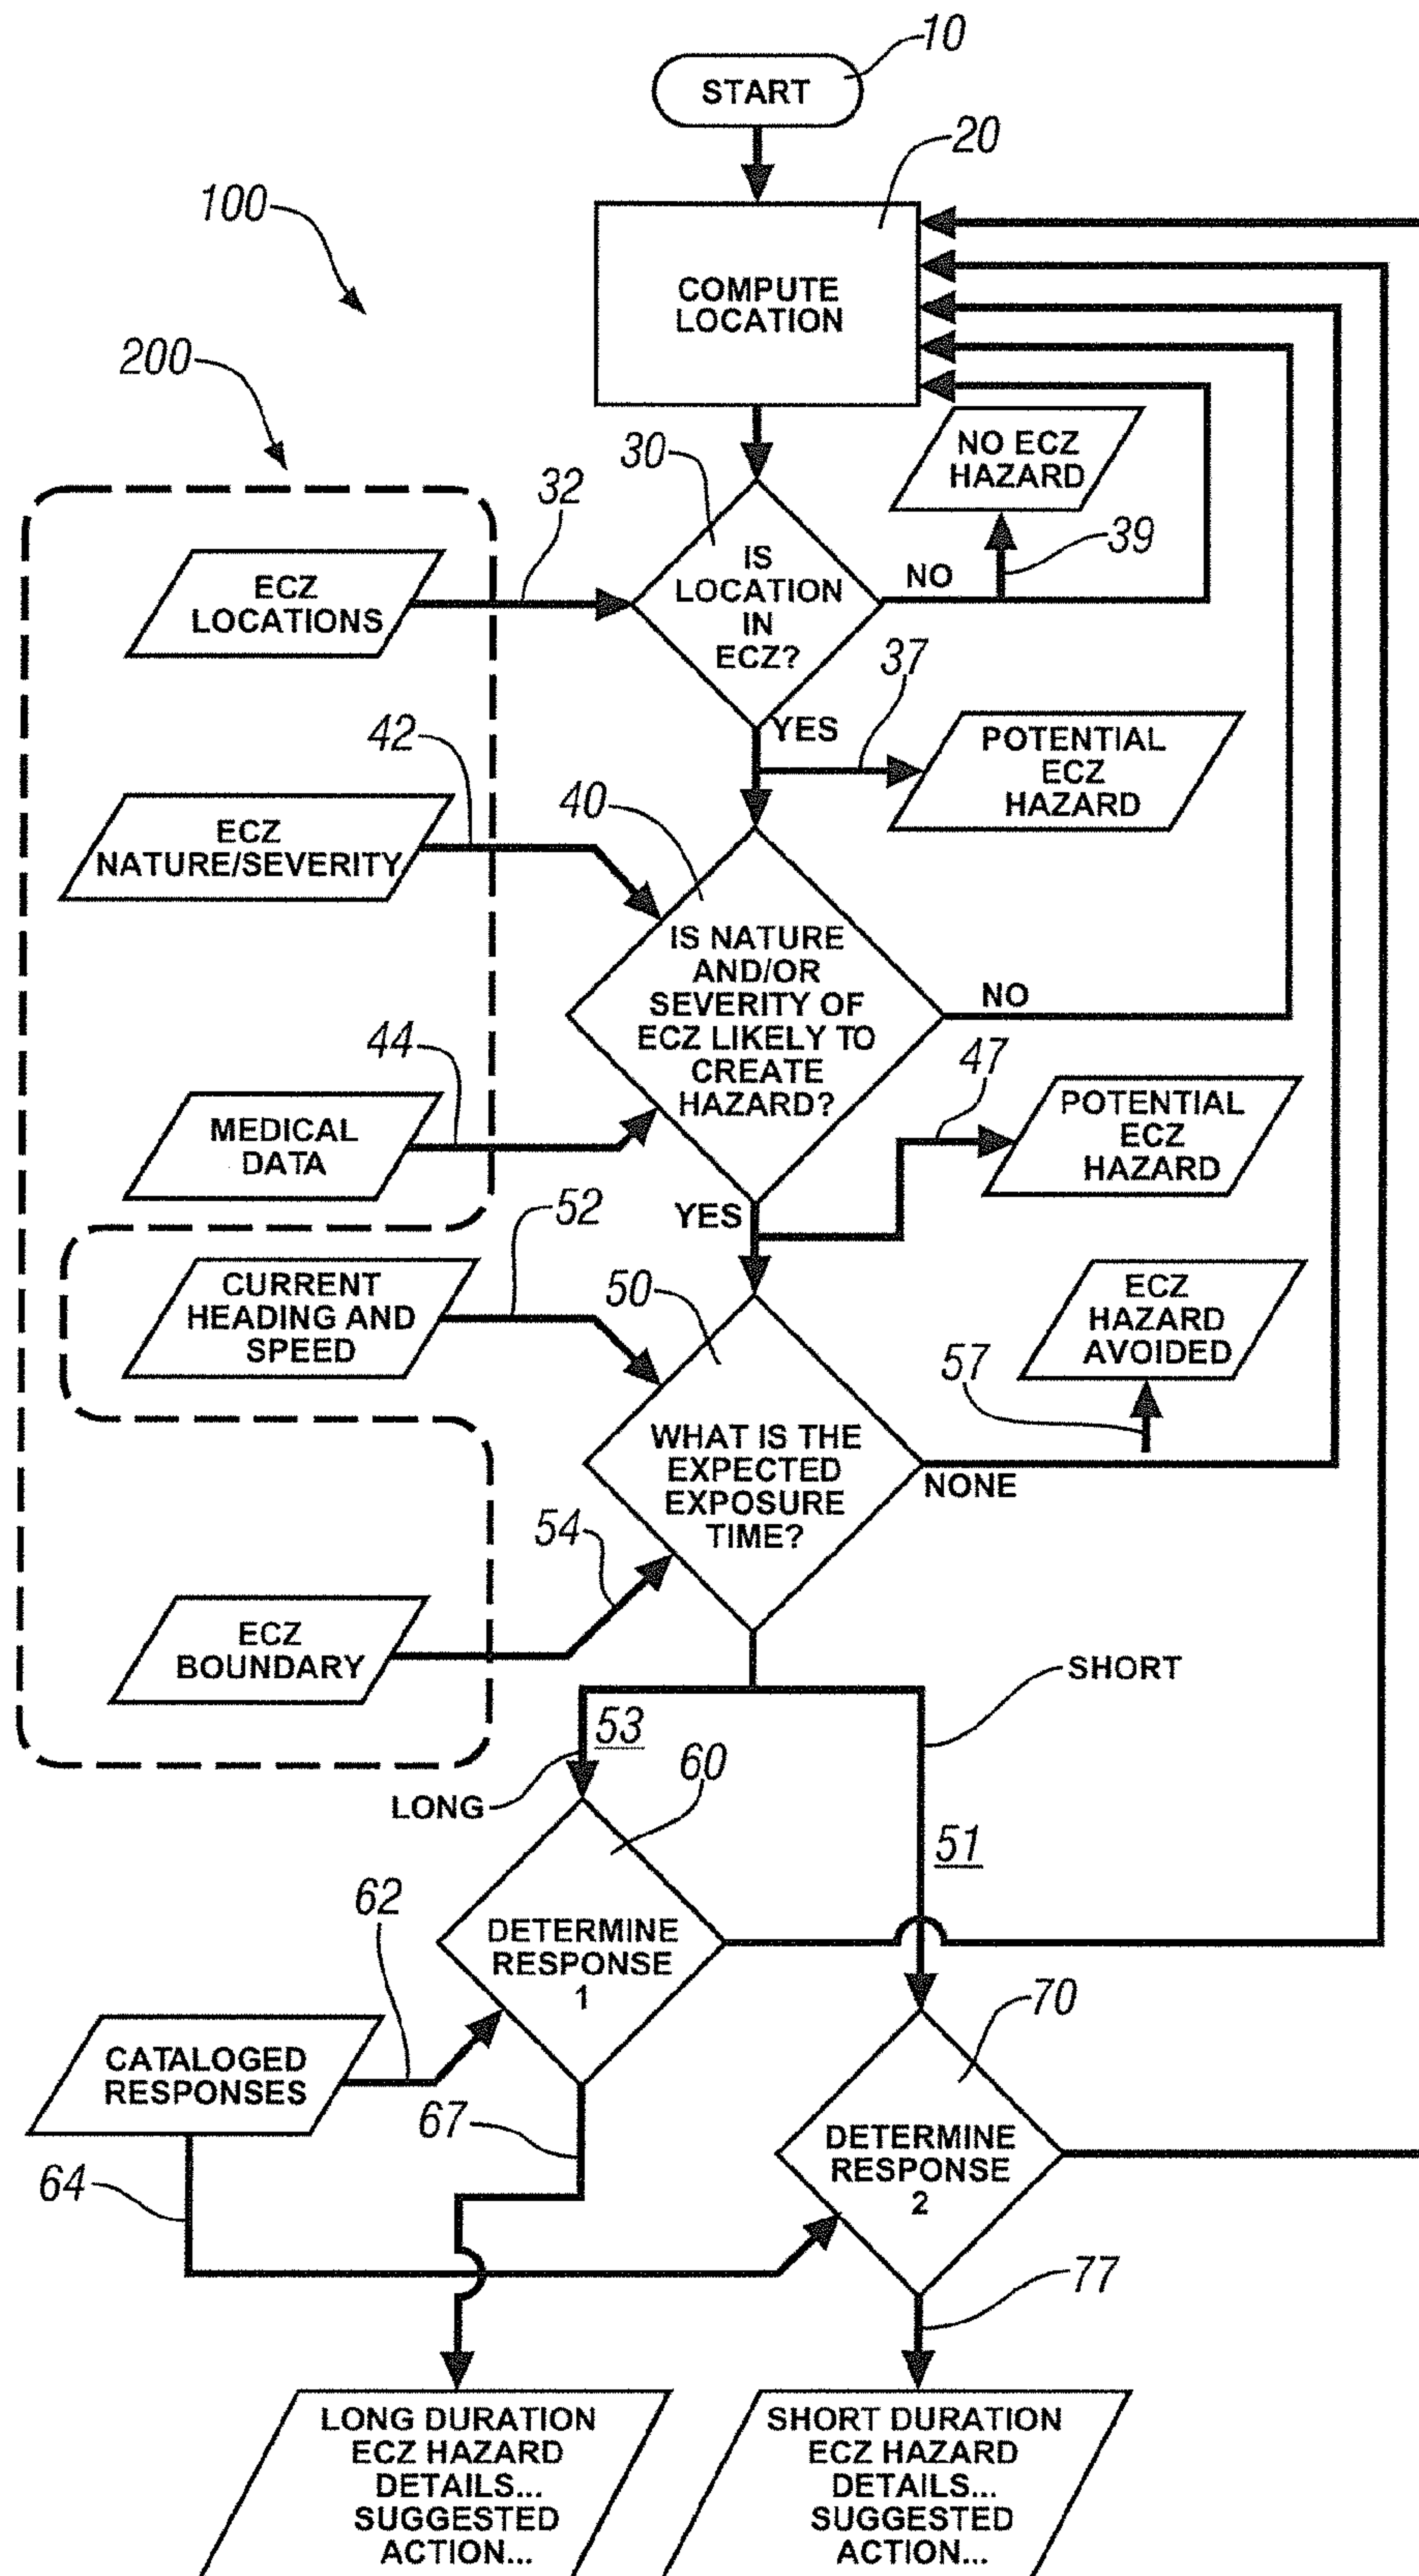 10
START
20
100
COMPUTE
LOCATION
200
30
NO ECZ
HAZARD
32
39
ECZ
LOCATIONS
IS
LOCATION
IN
ECZ?
NO
37
YES
42
POTENTIAL
ECZ
HAZARD
40
ECZ
NATURE/SEVERITY
IS NATURE
AND/OR
SEVERITY OF
ECZ LIKELY TO
CREATE
HAZARD?
NO
44
47
MEDICAL
DATA
POTENTIAL
ECZ
HAZARD
YES
52
CURRENT
HEADING AND
SPEED
50
ECZ
HAZARD
AVOIDED
57
WHAT IS THE
EXPECTED
EXPOSURE
TIME?
NONE
54
ECZ
BOUNDARY
SHORT
53
60
LONG
51
62
DETERMINE
RESPONSE
1
70
CATALOGED
RESPONSES
67
64
DETERMINE
RESPONSE
2
77
LONG DURATION
ECZ HAZARD
DETAILS...
SUGGESTED
ACTION...
SHORT DURATION
ECZ HAZARD
DETAILS...
SUGGESTED
ACTION...